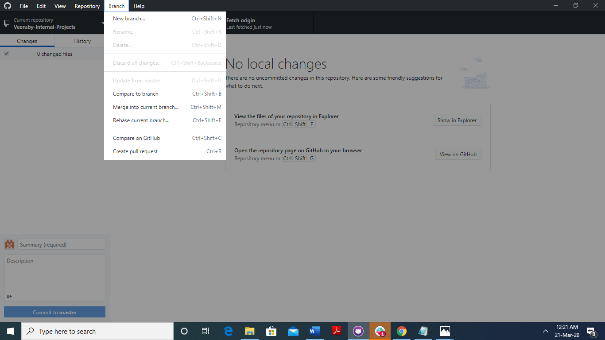 File Edit View Repository Branch Help
Current repository
Veeraby-Internal-Projects
Fetch origin
Last fetched just now
Changes History
0 changed files
New branch... Ctrl+Shift+N
Rename... Ctrl+Shift+R
Delete... Ctrl+Shift+D
Discard all changes... Ctrl+Shift+Backspace
Update from master Ctrl+Shift+U
Compare to branch Ctrl+Shift+B
Merge into current branch... Ctrl+Shift+M
Rebase current branch... Ctrl+Shift+E
Compare on GitHub Ctrl+Shift+C
Create pull request Ctrl+R
No local changes
There are no uncommitted changes in this repository. Here are some friendly suggestions for
what to do next.
View the files of your repository in Explorer
Repository menu or Ctrl Shift F
Show in Explorer
Open the repository page on GitHub in your browser
Repository menu or Ctrl Shift G
View on GitHub
Summary (required)
Description
Commit to master
Type here to search
12:21 AM
21-Mar-20